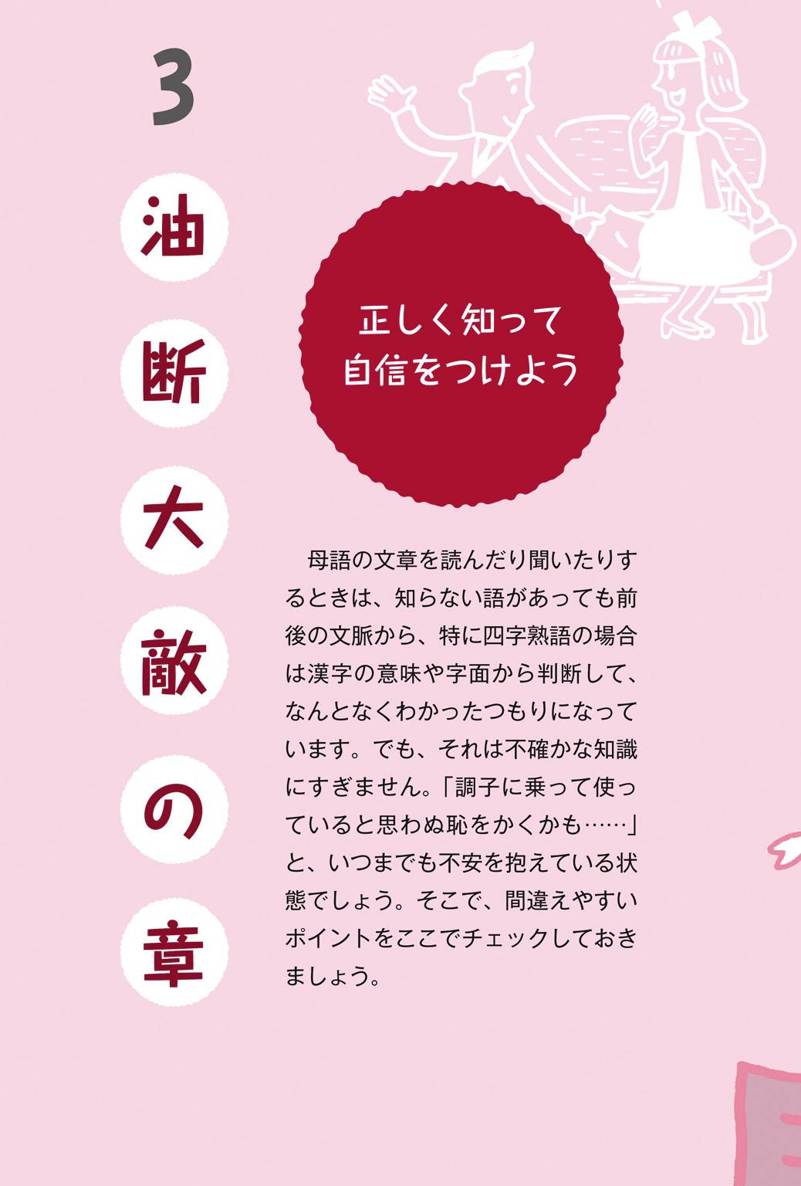 3
油断大敵の章
正しく知って
自信をつけよう
母語の文章を読んだり聞いたりす
るときは、知らない語があっても前
後の文脈から、特に四字熟語の場合
は漢字の意味や字面から判断して、
なんとなくわかったつもりになって
います。でも、それは不確かな知識
にすぎません。「調子に乗って使っ
ていると思わぬ恥をかくかも……」
と、いつまでも不安を抱えている状
態でしょう。そこで、間違えやすい
ポイントをここでチェックしておき
ましょう。